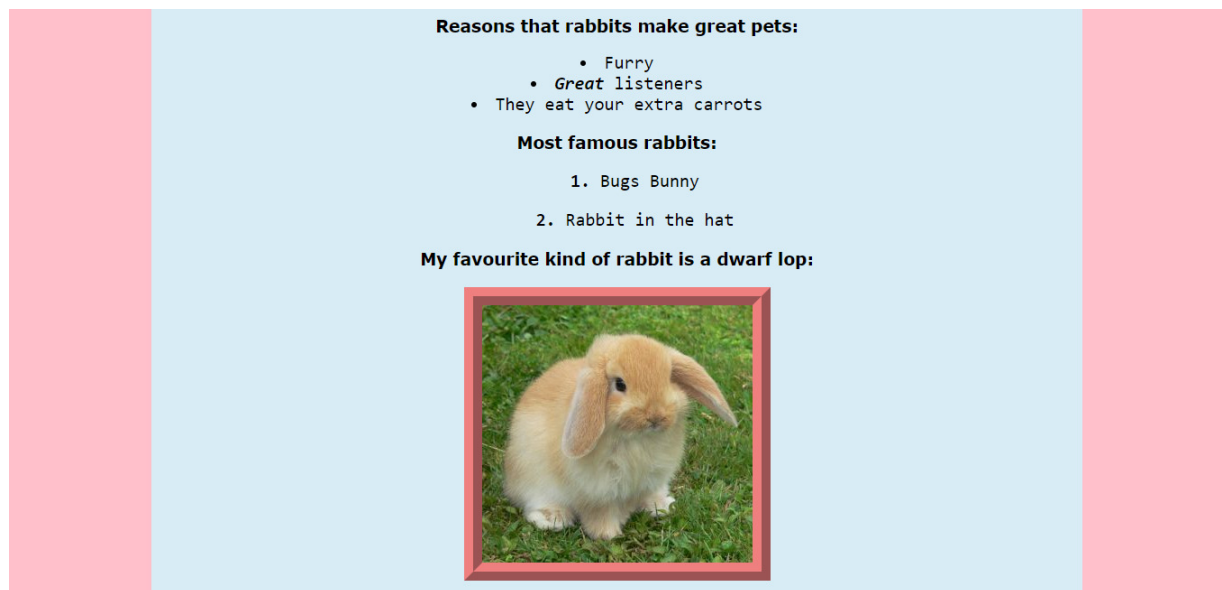 Reasons that rabbits make great pets:
• Furry
• Great listeners
• They eat your extra carrots
Most famous rabbits:
1. Bugs Bunny
2. Rabbit in the hat
My favourite kind of rabbit is a dwarf lop: